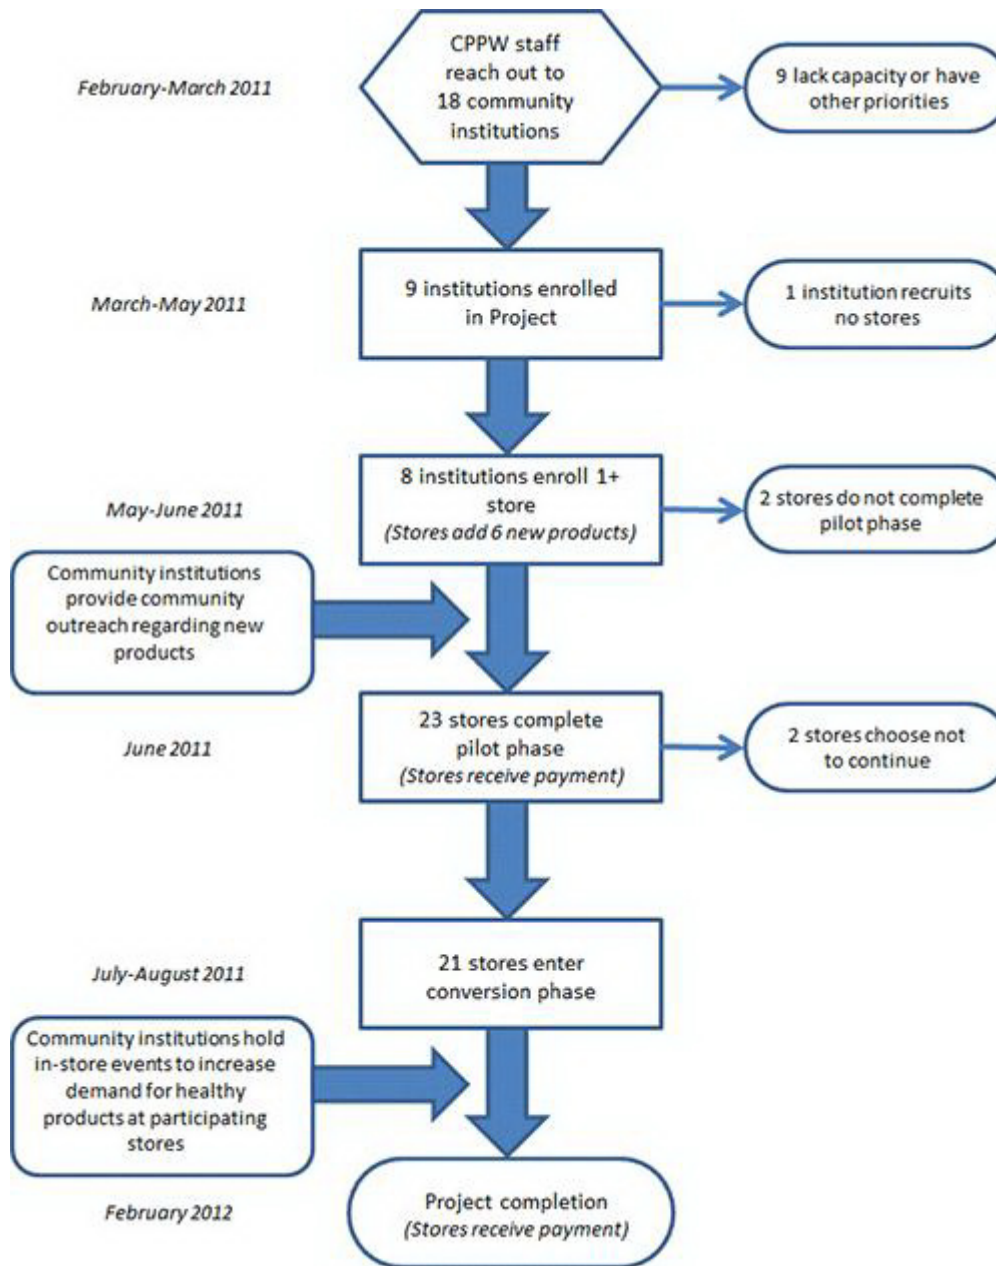 February-March 2011
CPPW staff
reach out to
18 community
institutions
9 lack capacity or have
other priorities
March-May 2011
9 institutions enrolled
in Project
1 institution recruits
no stores
May-June 2011
8 institutions enroll 1+
store
(Stores add 6 new products)
2 stores do not complete
pilot phase
Community institutions
provide community
outreach regarding new
products
June 2011
23 stores complete
pilot phase
(Stores receive payment)
2 stores choose not
to continue
July-August 2011
21 stores enter
conversion phase
Community institutions hold
in-store events to increase
demand for healthy
products at participating
stores
February 2012
Project completion
(Stores receive payment)